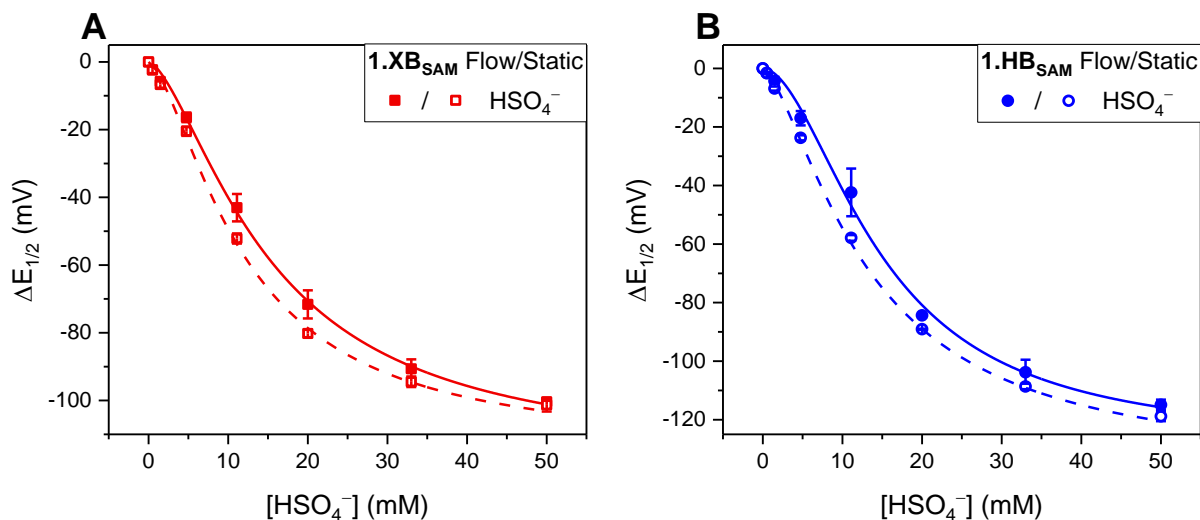 A
1.XB_SAM Flow/Static
/ HSO₄⁻
0
-20
-40
-60
-80
-100
ΔE₁/₂ (mV)
0 10 20 30 40 50
[HSO₄⁻] (mM)
B
1.HB_SAM Flow/Static
/ HSO₄⁻
0
-20
-40
-60
-80
-100
-120
ΔE₁/₂ (mV)
0 10 20 30 40 50
[HSO₄⁻] (mM)